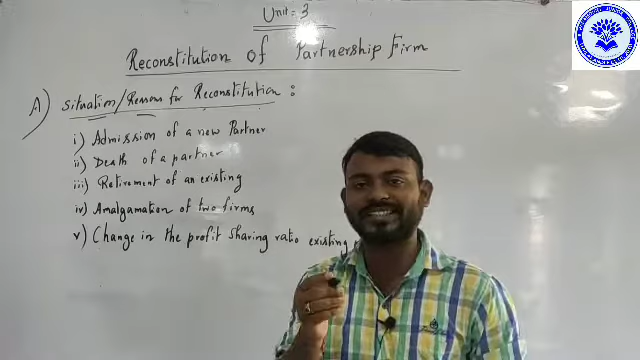 Unit = 3
Reconstitution of Partnership Firm
A) Situation/Reasons for Reconstitution :
i) Admission of a new Partner
ii) Death of a partner
iii) Retirement of an existing
iv) Amalgamation of two firms
v) Change in the profit sharing ratio existing